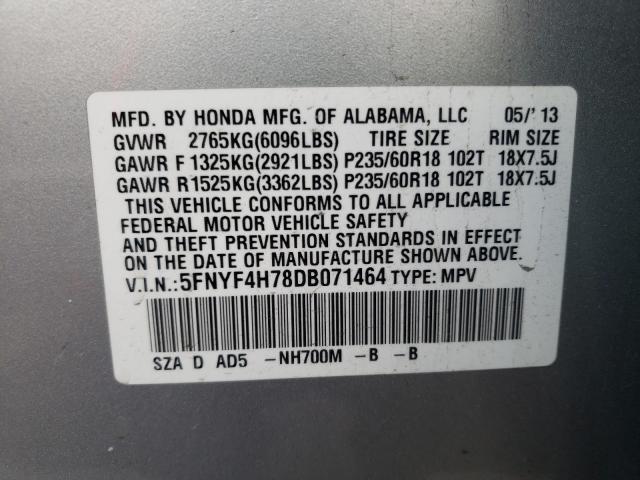 MFD. BY HONDA MFG. OF ALABAMA, LLC 05/'13
GVWR 2765KG(6096LBS) TIRE SIZE RIM SIZE
GAWR F 1325KG(2921LBS) P235/60R18 102T 18X7.5J
GAWR R 1525KG(3362LBS) P235/60R18 102T 18X7.5J
THIS VEHICLE CONFORMS TO ALL APPLICABLE
FEDERAL MOTOR VEHICLE SAFETY
AND THEFT PREVENTION STANDARDS IN EFFECT
ON THE DATE OF MANUFACTURE SHOWN ABOVE.
V.I.N.:5FNYF4H78DB071464 TYPE: MPV
SZA D AD5 -NH700M -B -B